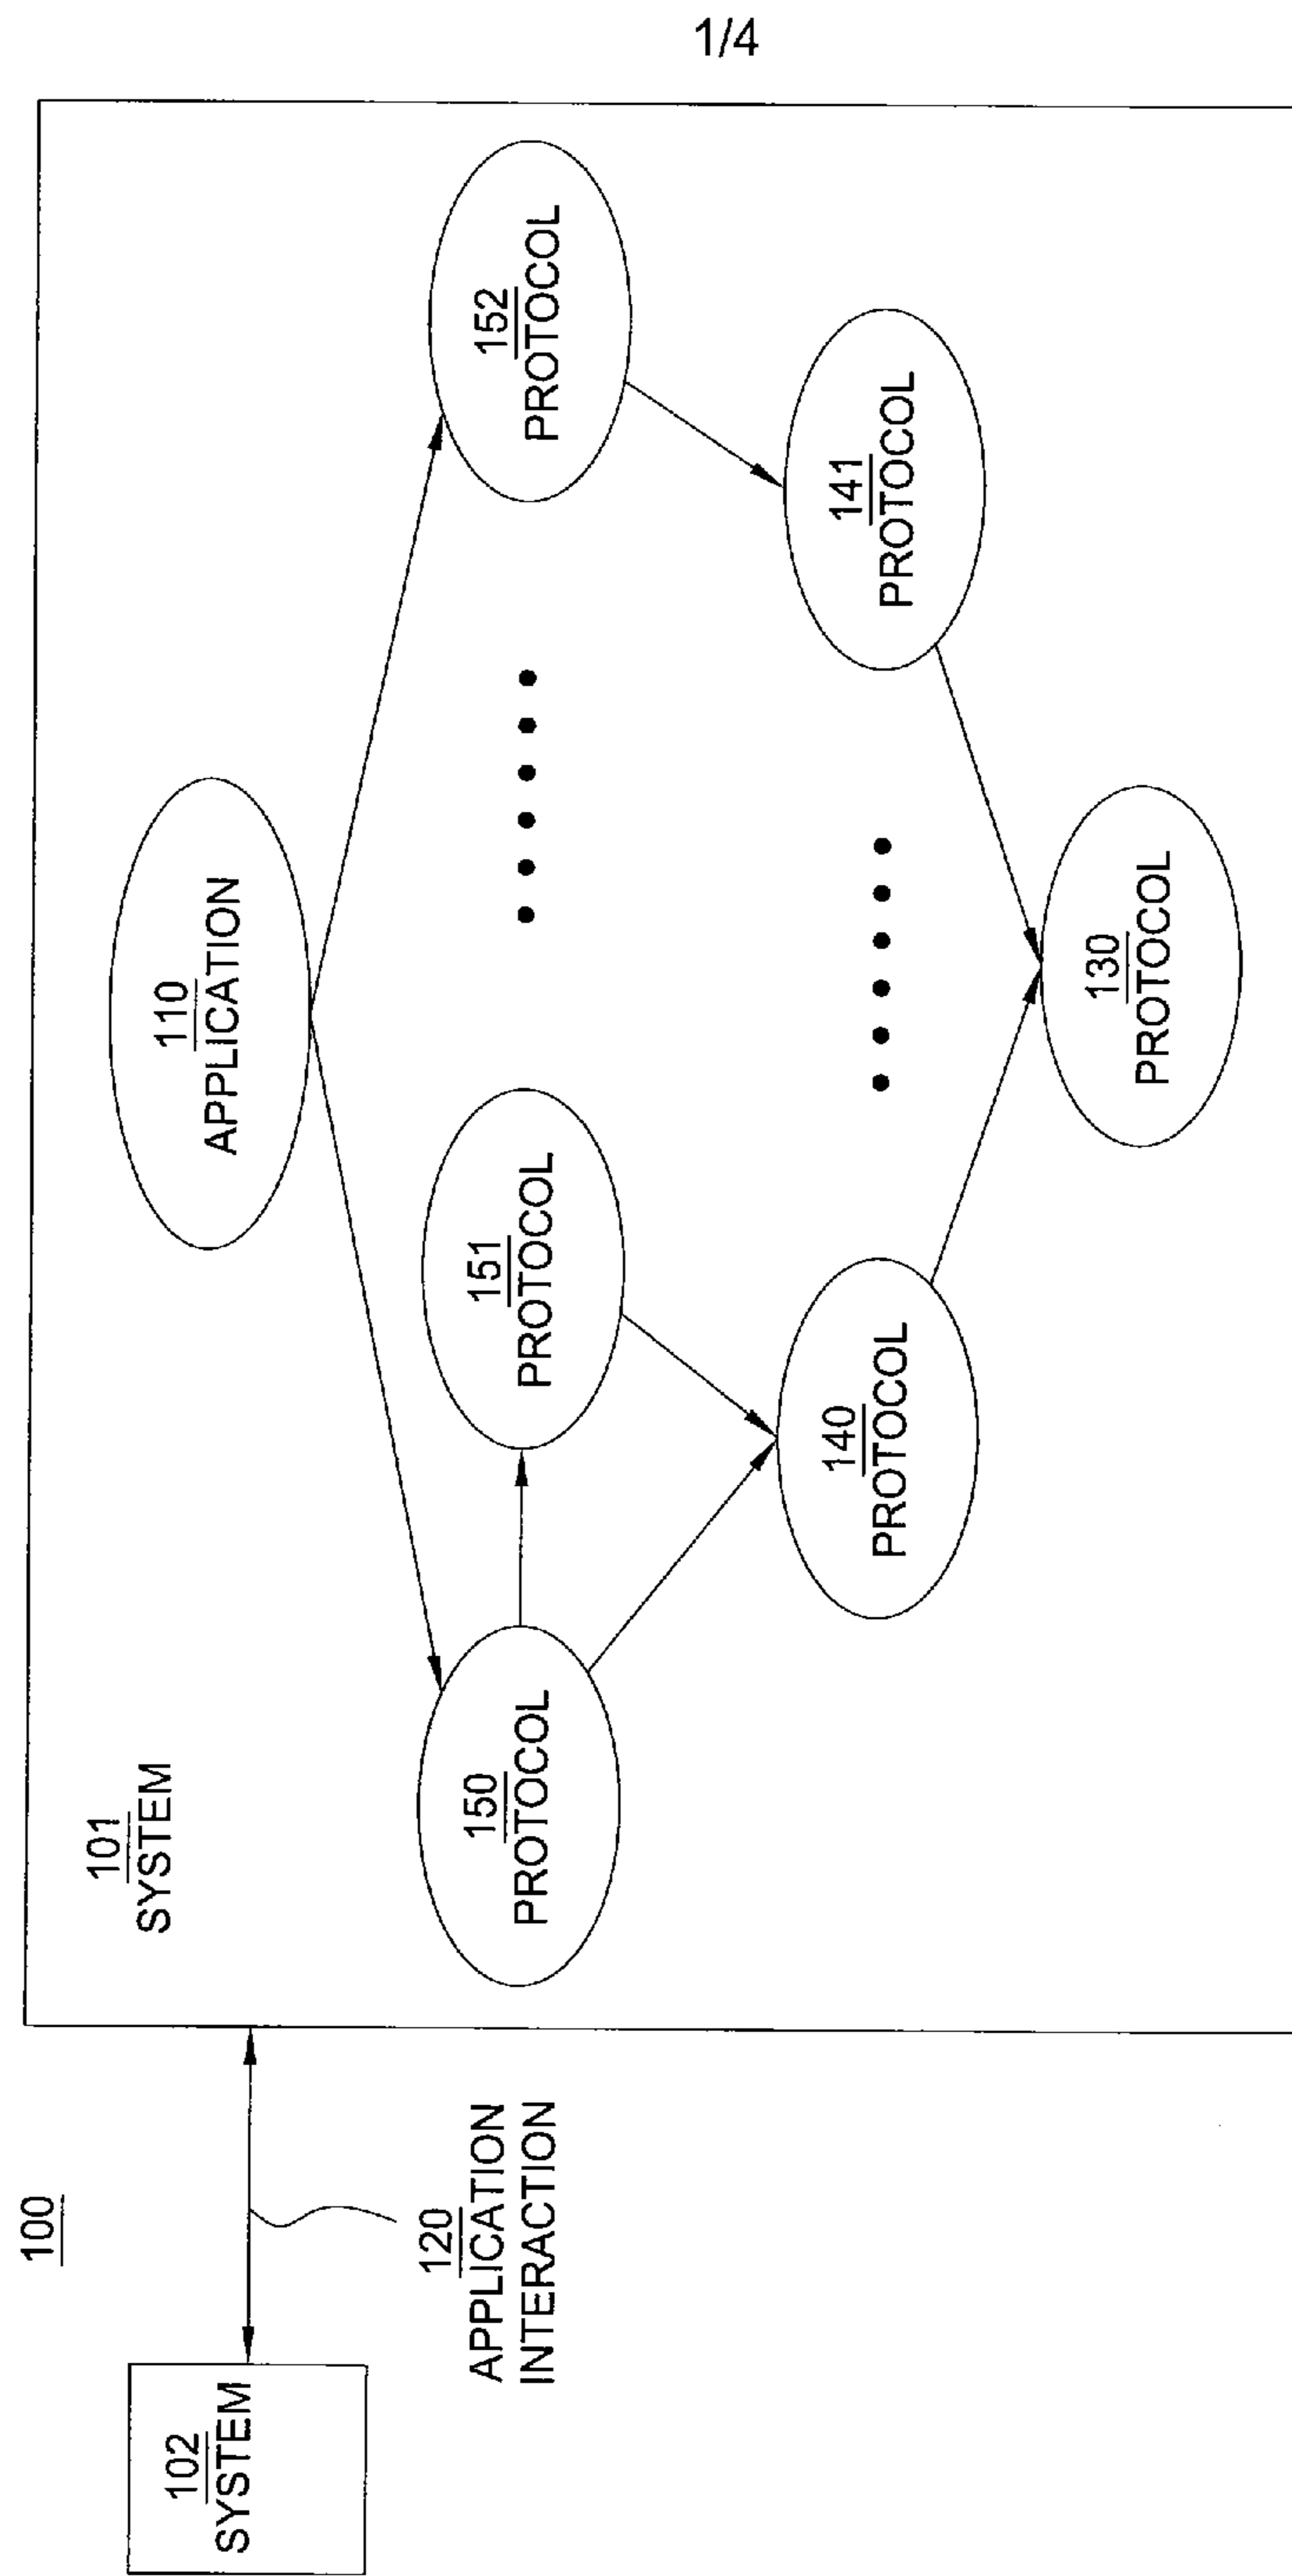 1/4
100
102
SYSTEM
120
APPLICATION
INTERACTION
101
SYSTEM
110
APPLICATION
150
PROTOCOL
151
PROTOCOL
152
PROTOCOL
140
PROTOCOL
141
PROTOCOL
130
PROTOCOL